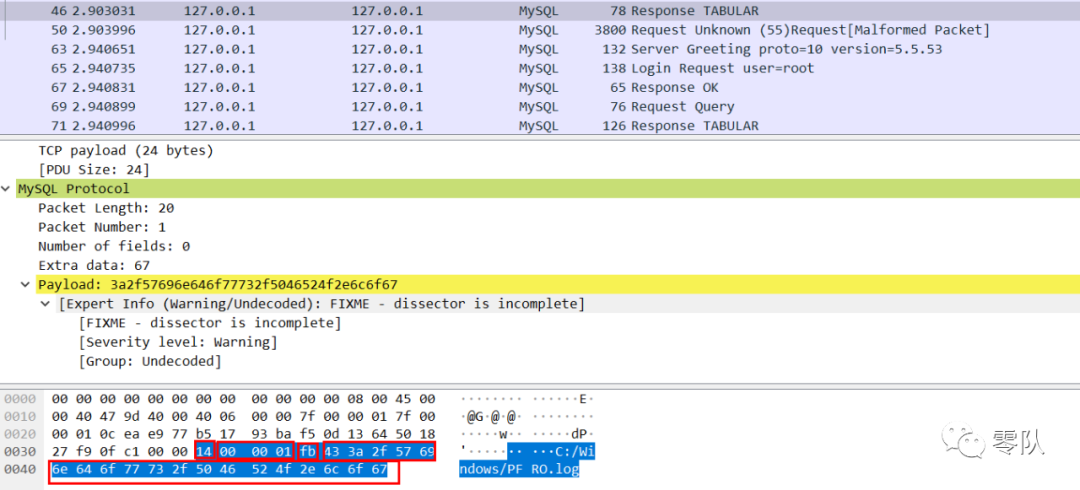 46 2.903031 127.0.0.1 127.0.0.1 MySQL 78 Response TABULAR
50 2.903996 127.0.0.1 127.0.0.1 MySQL 3800 Request Unknown (55)Request[Malformed Packet]
63 2.940651 127.0.0.1 127.0.0.1 MySQL 132 Server Greeting proto=10 version=5.5.53
65 2.940735 127.0.0.1 127.0.0.1 MySQL 138 Login Request user=root
67 2.940831 127.0.0.1 127.0.0.1 MySQL 65 Response OK
69 2.940899 127.0.0.1 127.0.0.1 MySQL 76 Request Query
71 2.940996 127.0.0.1 127.0.0.1 MySQL 126 Response TABULAR
TCP payload (24 bytes)
[PDU Size: 24]
MySQL Protocol
Packet Length: 20
Packet Number: 1
Number of fields: 0
Extra data: 67
Payload: 3a2f57696e646f77732f5046524f2e6c6f67
[Expert Info (Warning/Undecoded): FIXME - dissector is incomplete]
[FIXME - dissector is incomplete]
[Severity level: Warning]
[Group: Undecoded]
0000 00 00 00 00 00 00 00 00 00 00 00 00 08 00 45 00 ········ ······E·
0010 00 40 47 9d 40 00 40 06 00 00 7f 00 00 01 7f 00 ·@G·@·@· ········
0020 00 01 0c ea e9 77 b5 17 93 ba f5 0d 13 64 50 18 ·····w·· ·····dP·
0030 27 f9 0f c1 00 00 14 00 00 01 fb 43 3a 2f 57 69 '······· ···C:/Wi
0040 6e 64 6f 77 73 2f 50 46 52 4f 2e 6c 6f 67 ndows/PF RO.log
零队